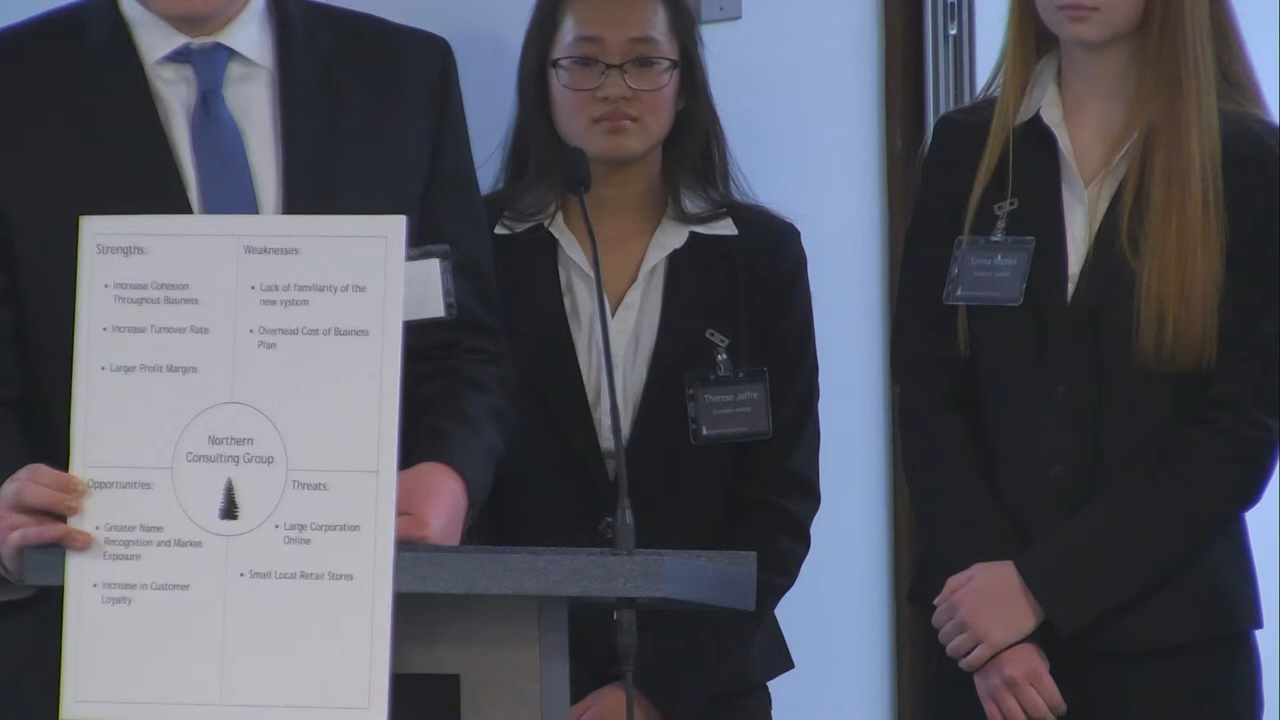 Strengths:
• Increase Cohesion
Throughout Business
• Increase Turnover Rate
• Larger Profit Margins
Weaknesses:
• Lack of familiarity of the
new system
• Overhead Cost of Business
Plan
Northern
Consulting Group
Opportunities:
• Greater Name
Recognition and Market
Exposure
• Increase in Customer
Loyalty
Threats:
• Large Corporation
Online
• Small Local Retail Stores
Therese Joffre
Emma